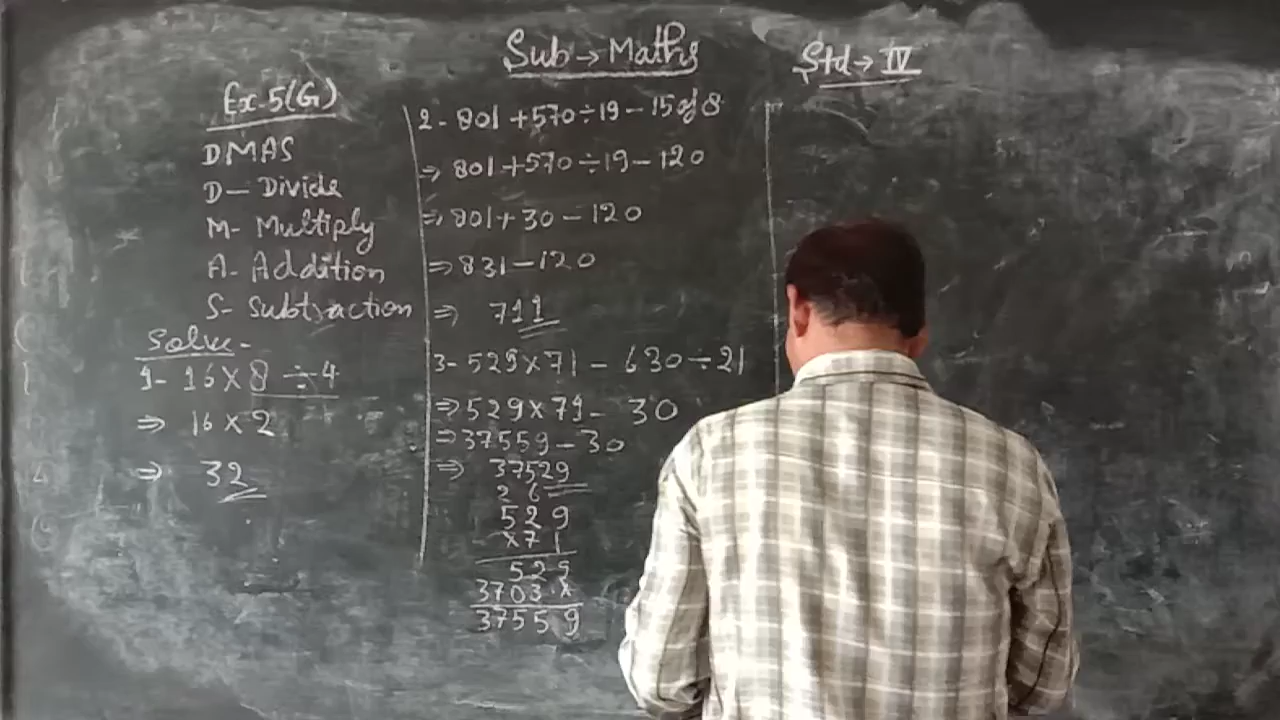 Sub → Maths
Std → IV
Ex-5(G)
DMAS
D - Divide
M- Multiply
A- Addition
S- Subtraction
Solve-
1- 16 × 8 ÷ 4
⇒ 16 × 2
⇒ 32
2- 801 + 570 ÷ 19 - 15 of 8
⇒ 801 + 570 ÷ 19 - 120
⇒ 801 + 30 - 120
⇒ 831 - 120
⇒ 711
3- 529 × 71 - 630 ÷ 21
⇒ 529 × 71 - 30
⇒ 37559 - 30
⇒ 37529
2 6
529
×71
529
3703×
37559